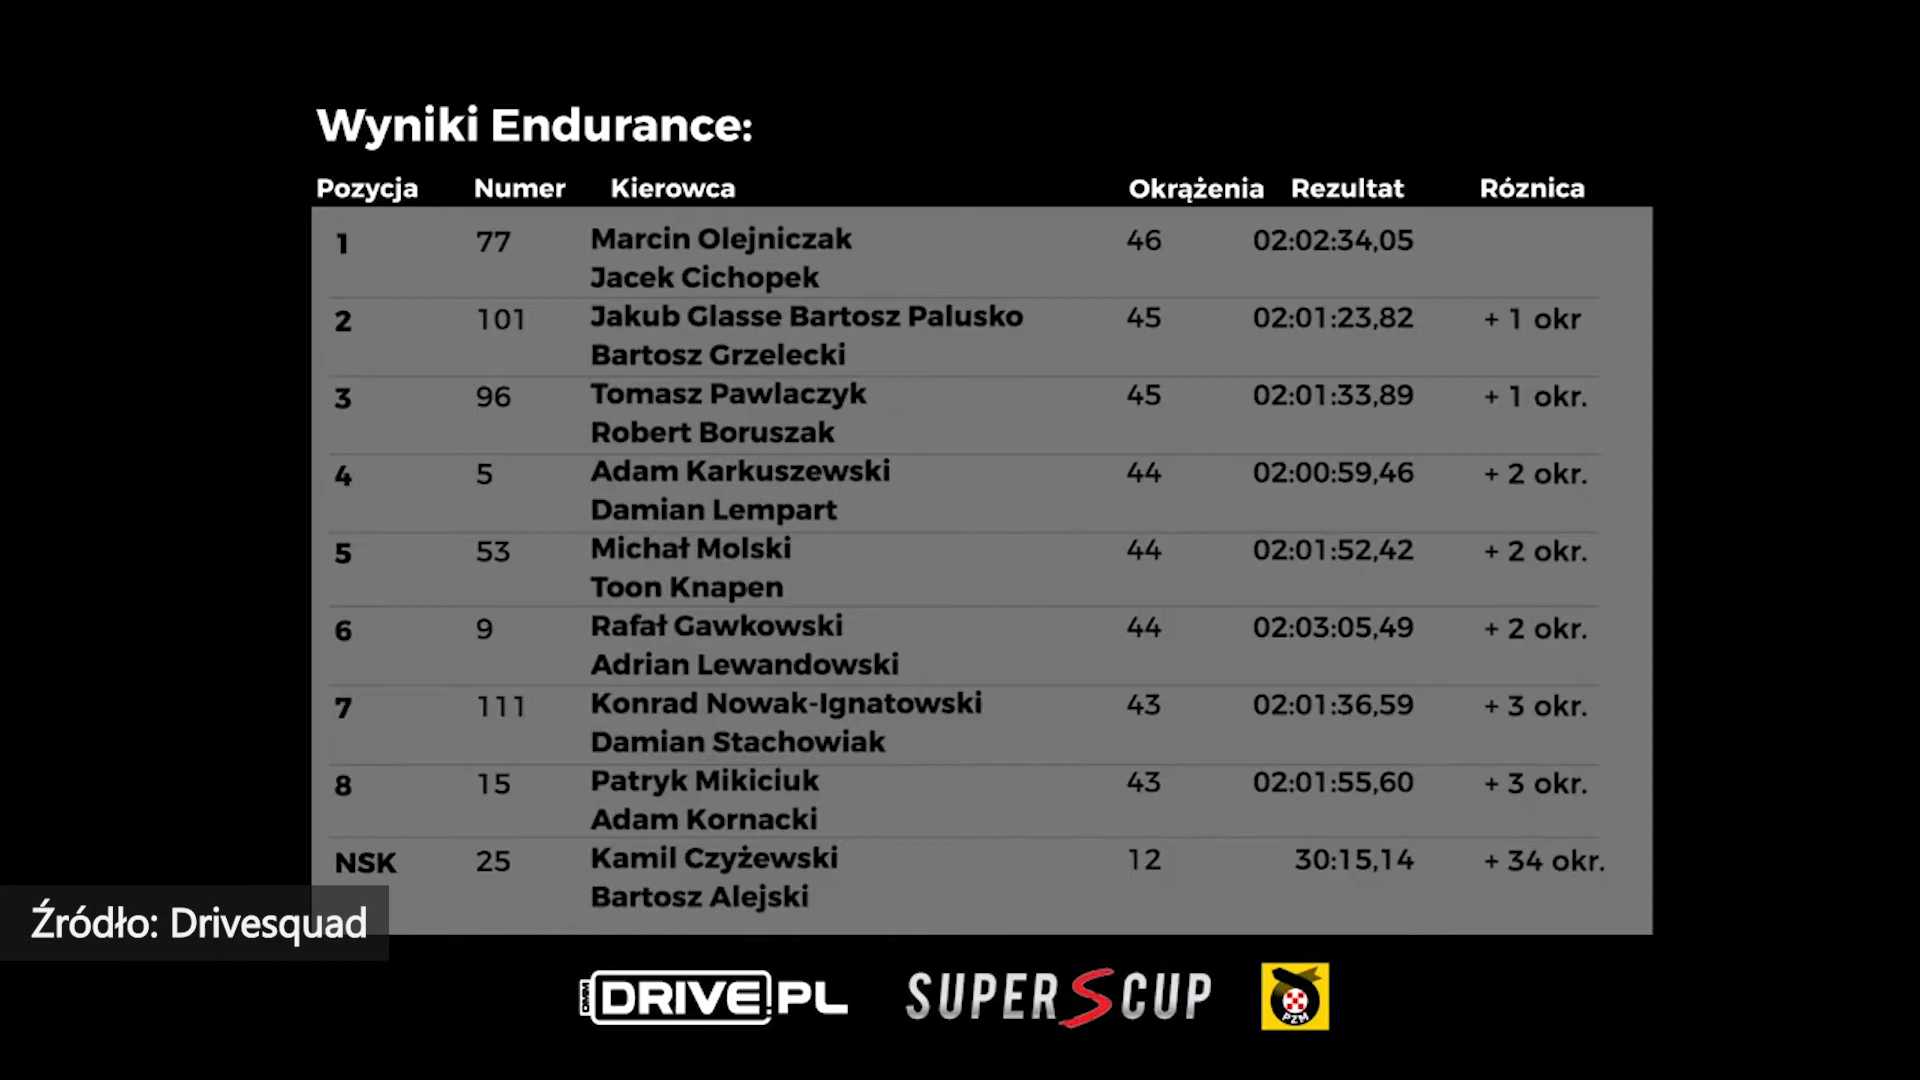 Wyniki Endurance:
Pozycja Numer Kierowca Okrążenia Rezultat Róznica
1 77 Marcin Olejniczak 46 02:02:34,05
Jacek Cichopek
2 101 Jakub Glasse Bartosz Palusko 45 02:01:23,82 + 1 okr
Bartosz Grzelecki
3 96 Tomasz Pawlaczyk 45 02:01:33,89 + 1 okr.
Robert Boruszak
4 5 Adam Karkuszewski 44 02:00:59,46 + 2 okr.
Damian Lempart
5 53 Michał Molski 44 02:01:52,42 + 2 okr.
Toon Knapen
6 9 Rafał Gawkowski 44 02:03:05,49 + 2 okr.
Adrian Lewandowski
7 111 Konrad Nowak-Ignatowski 43 02:01:36,59 + 3 okr.
Damian Stachowiak
8 15 Patryk Mikiciuk 43 02:01:55,60 + 3 okr.
Adam Kornacki
NSK 25 Kamil Czyżewski 12 30:15,14 + 34 okr.
Bartosz Alejski
Źródło: Drivesquad
DRIVE.PL SUPER S CUP PZM